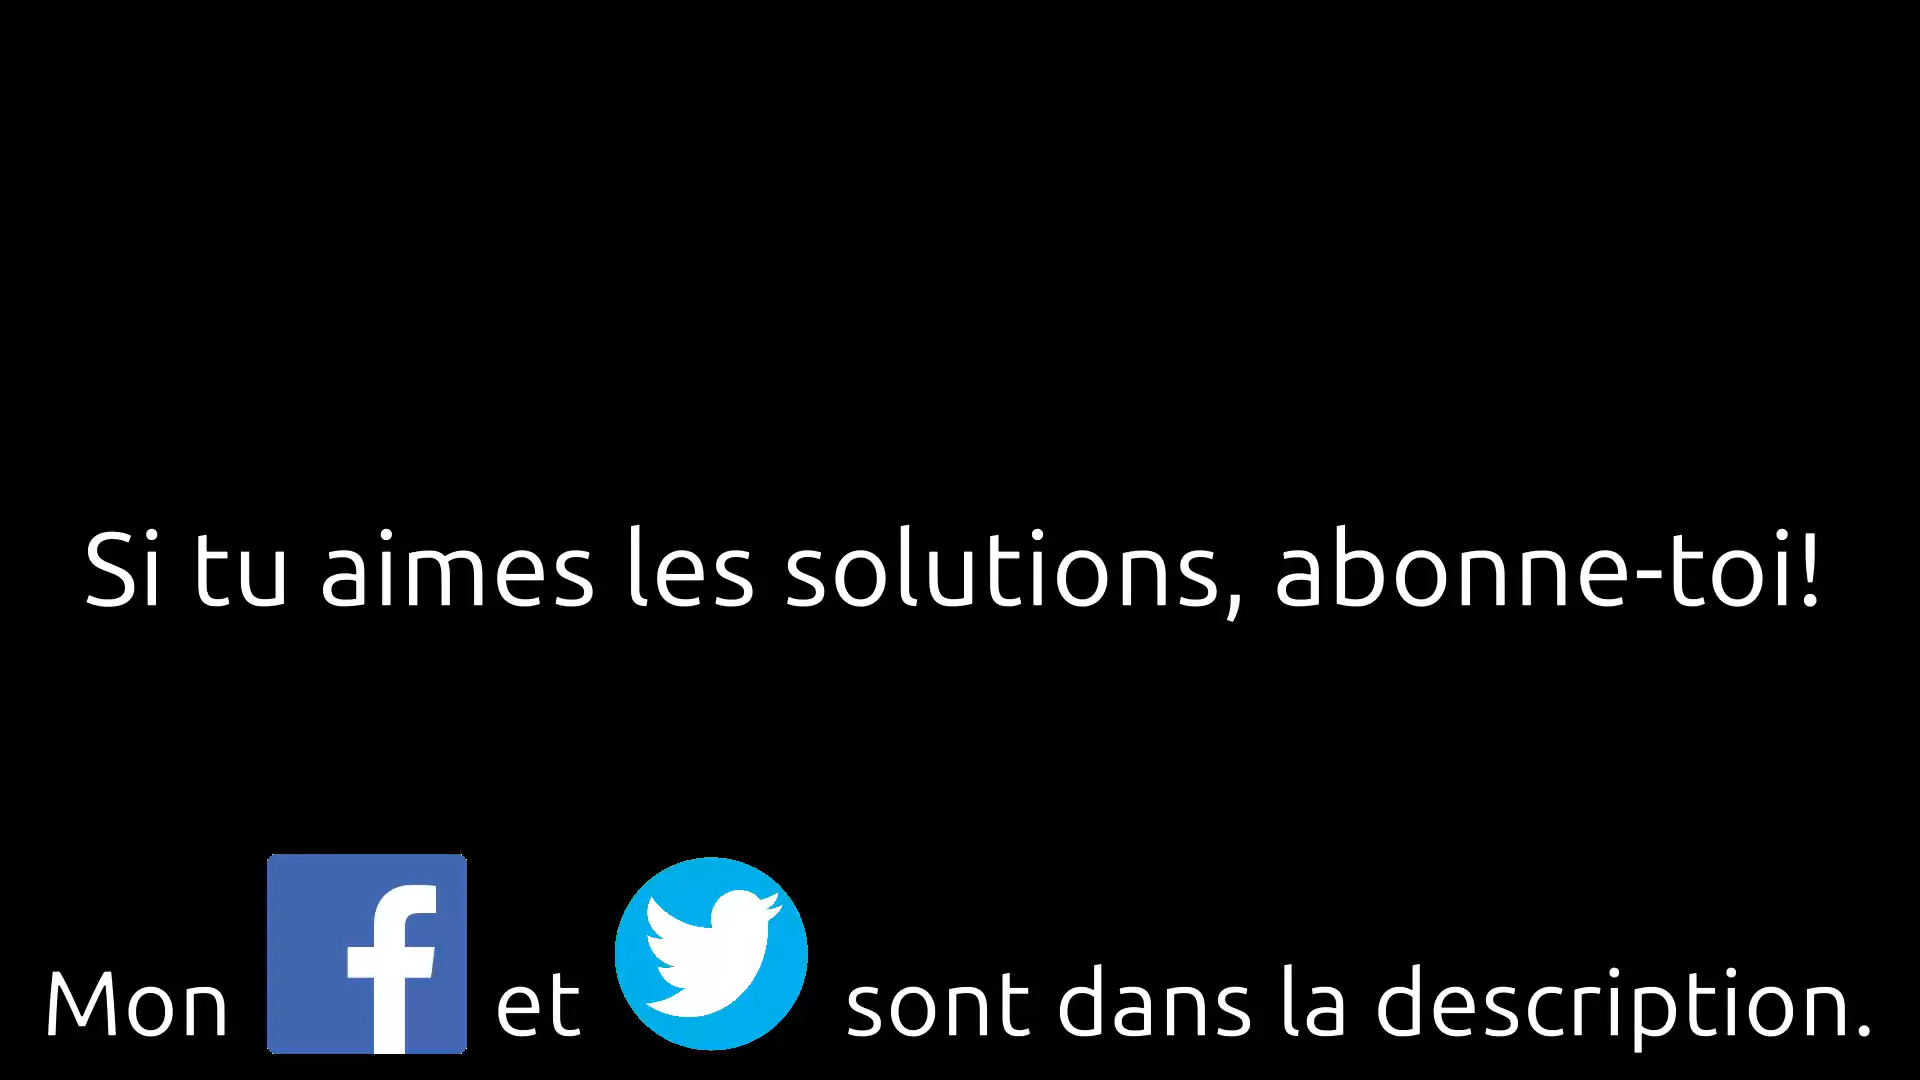 Si tu aimes les solutions, abonne-toi!
Mon f et sont dans la description.